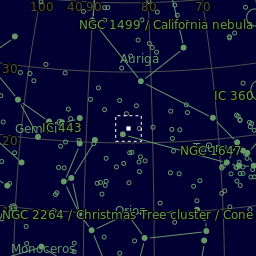 100 40 90 80 70
NGC 1499 / California nebula
Auriga
30
IC 360
Gem IC 443
20
NGC 1647
NGC 2264 / Christmas Tree cluster / Cone
Orion
Monoceros